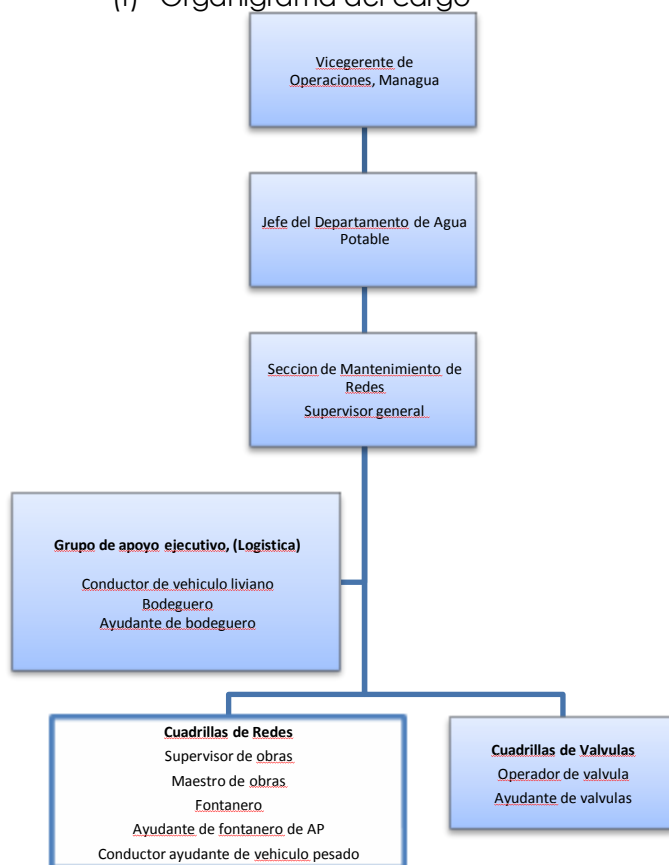 (f) Organigrama del cargo
Vicegerente de
Operaciones, Managua
Jefe del Departamento de Agua
Potable
Seccion de Mantenimiento de
Redes
Supervisor general
Grupo de apoyo ejecutivo, (Logistica)
Conductor de vehiculo liviano
Bodeguero
Ayudante de bodeguero
Cuadrillas de Redes
Supervisor de obras
Maestro de obras
Fontanero
Ayudante de fontanero de AP
Conductor ayudante de vehiculo pesado
Cuadrillas de Valvulas
Operador de valvula
Ayudante de valvulas